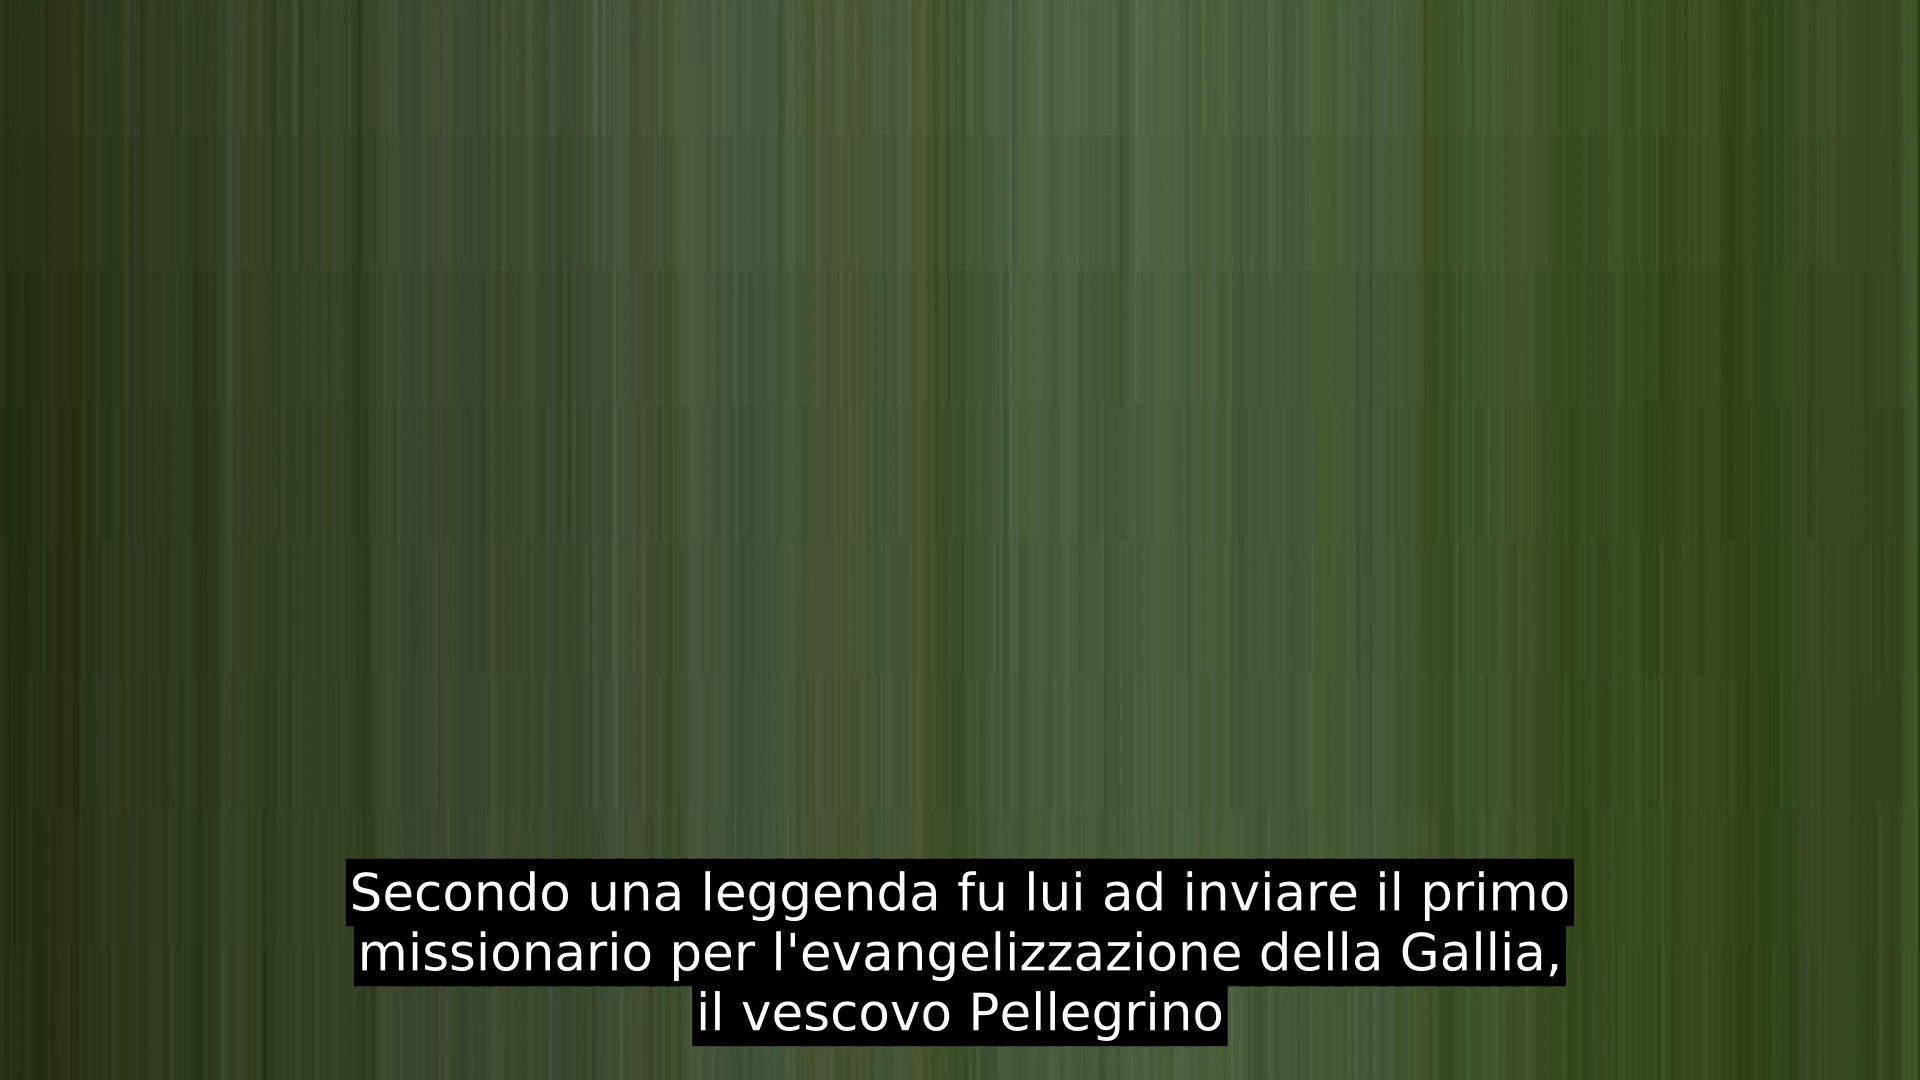 Secondo una leggenda fu lui ad inviare il primo
missionario per l'evangelizzazione della Gallia,
il vescovo Pellegrino